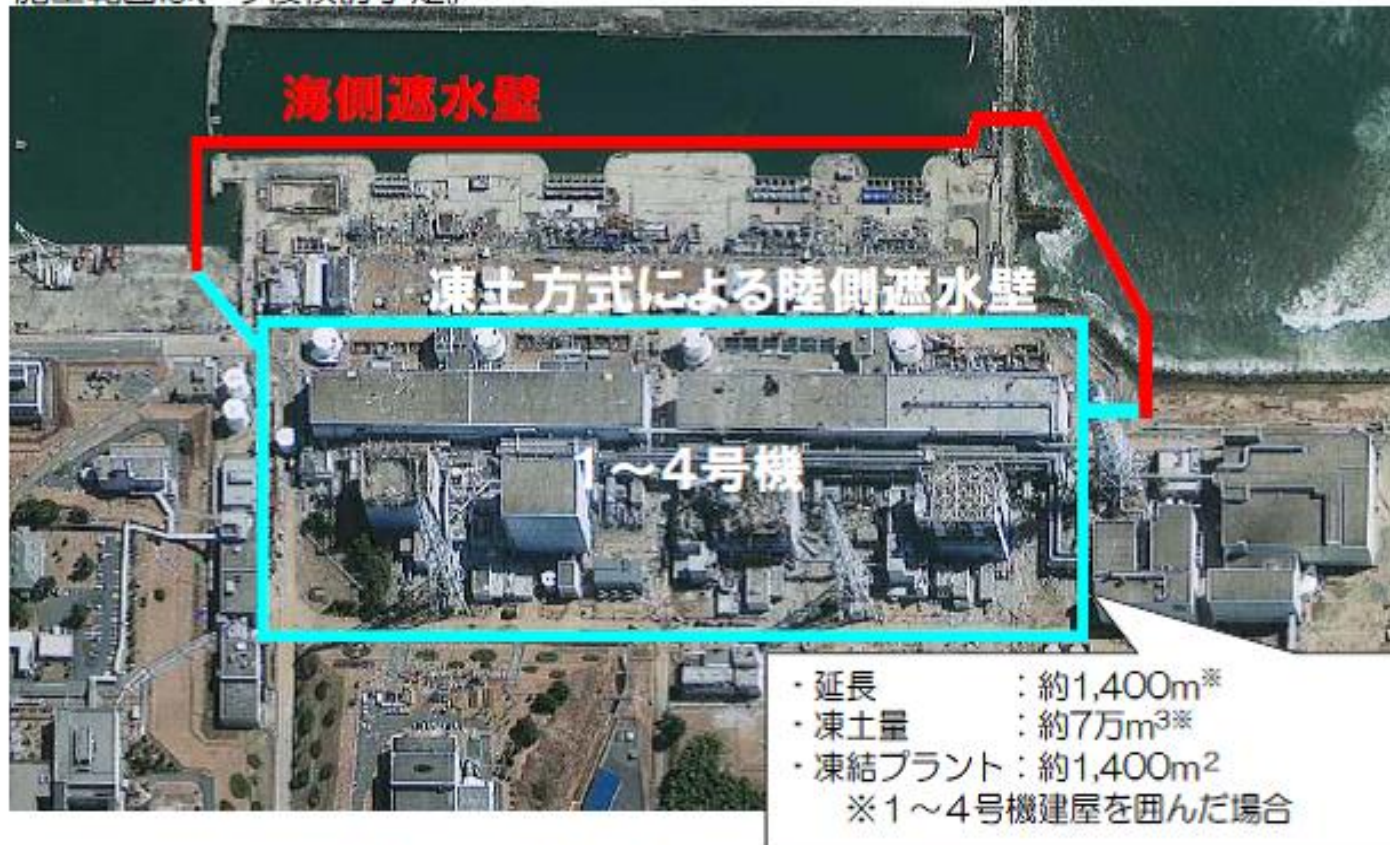 海側遮水壁
凍土方式による陸側遮水壁
1～4号機
・延長 ：約1,400m※
・凍土量 ：約7万m³※
・凍結プラント：約1,400m²
※1～4号機建屋を囲んだ場合